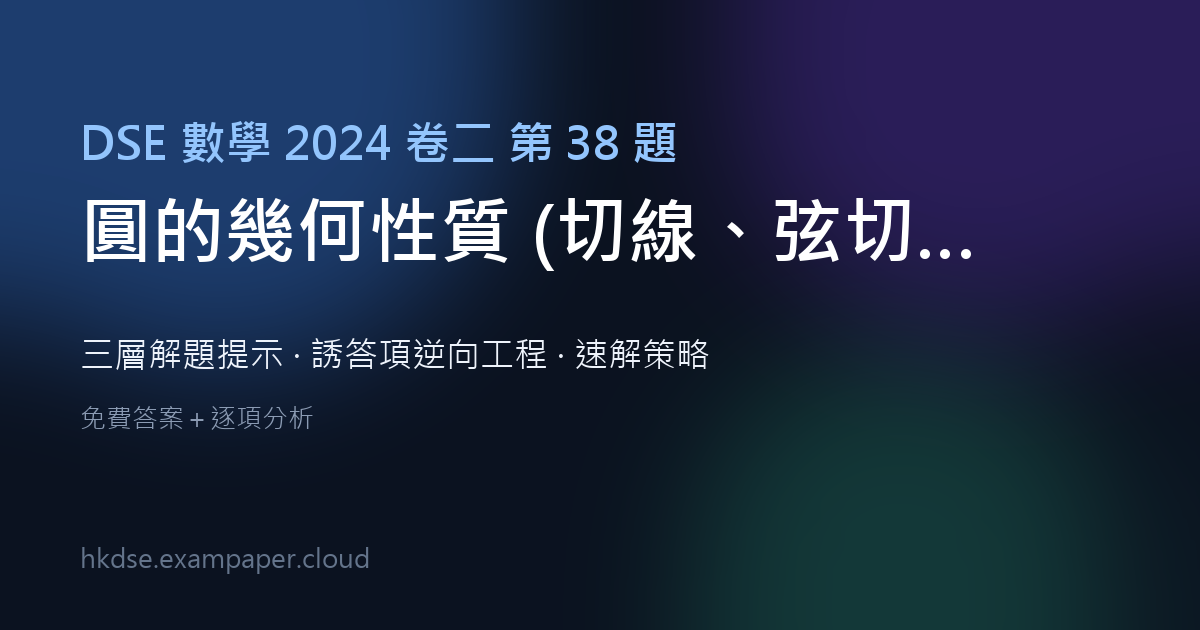 DSE 數學 2024 卷二 第 38 題
圓的幾何性質 (切線、弦切...
三層解題提示 · 誘答項逆向工程 · 速解策略
免費答案 + 逐項分析
hkdse.exampaper.cloud